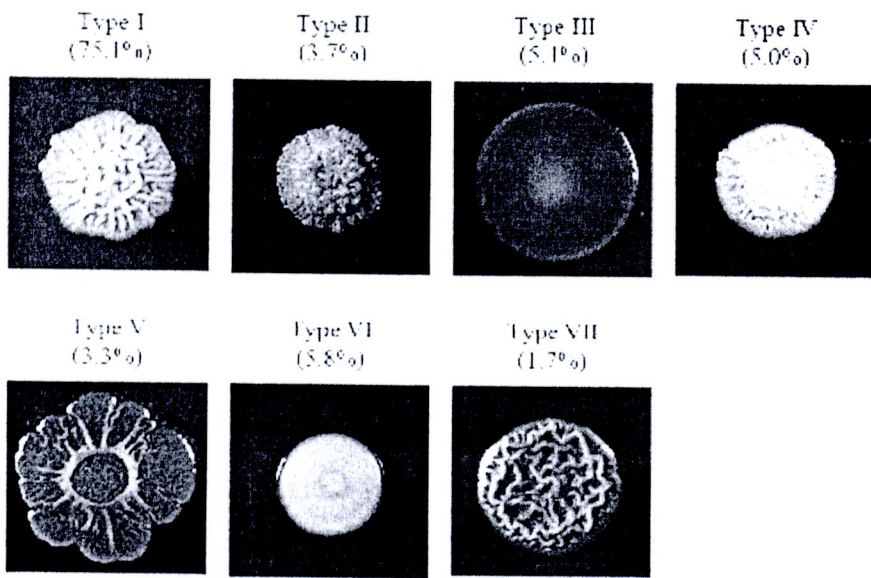 Type I
(75.1%)
Type II
(3.7%)
Type III
(5.1%)
Type IV
(5.0%)
Type V
(3.3%)
Type VI
(5.8%)
Type VII
(1.7%)